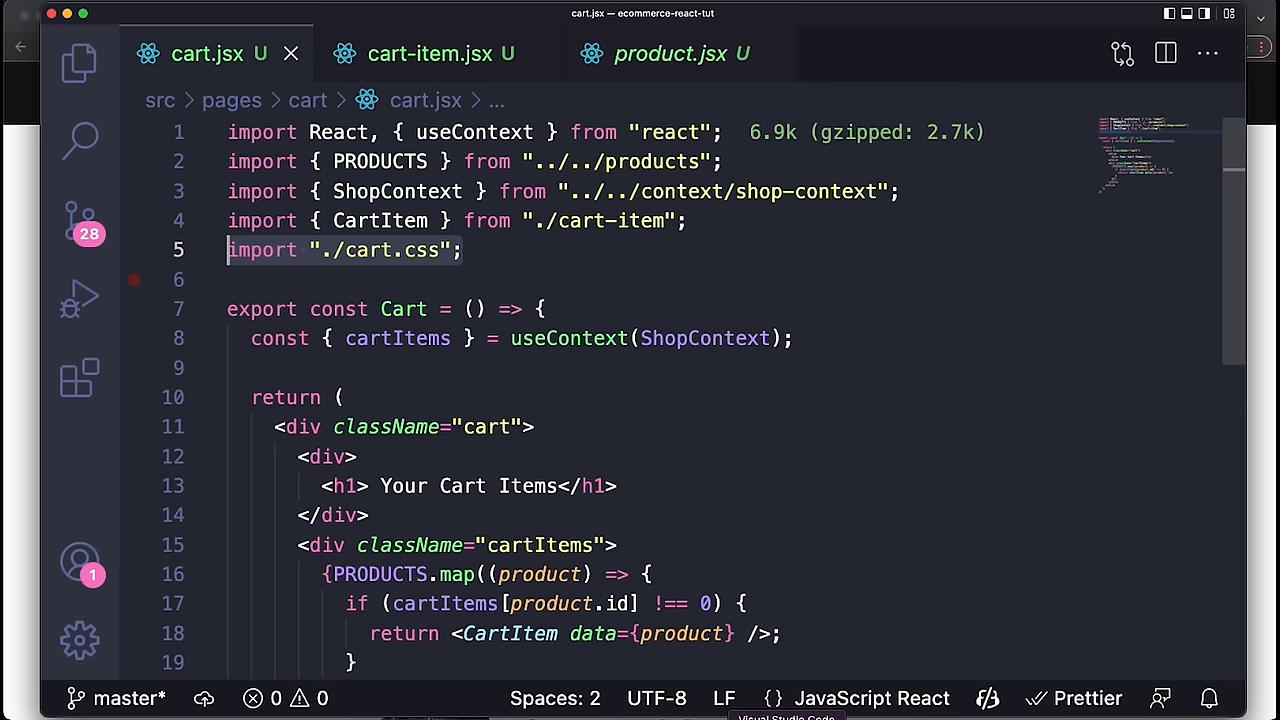 cart.jsx — ecommerce-react-tut
cart.jsx U
cart-item.jsx U
product.jsx U
src > pages > cart > cart.jsx > ...
1 import React, { useContext } from "react"; 6.9k (gzipped: 2.7k)
2 import { PRODUCTS } from "../../products";
3 import { ShopContext } from "../../context/shop-context";
4 import { CartItem } from "./cart-item";
5 import "./cart.css";
6
7 export const Cart = () => {
8 const { cartItems } = useContext(ShopContext);
9
10 return (
11 <div className="cart">
12 <div>
13 <h1> Your Cart Items</h1>
14 </div>
15 <div className="cartItems">
16 {PRODUCTS.map((product) => {
17 if (cartItems[product.id] !== 0) {
18 return <CartItem data={product} />;
19 }
28
1
master* 0 0 Spaces: 2 UTF-8 LF {} JavaScript React Prettier
Visual Studio Code